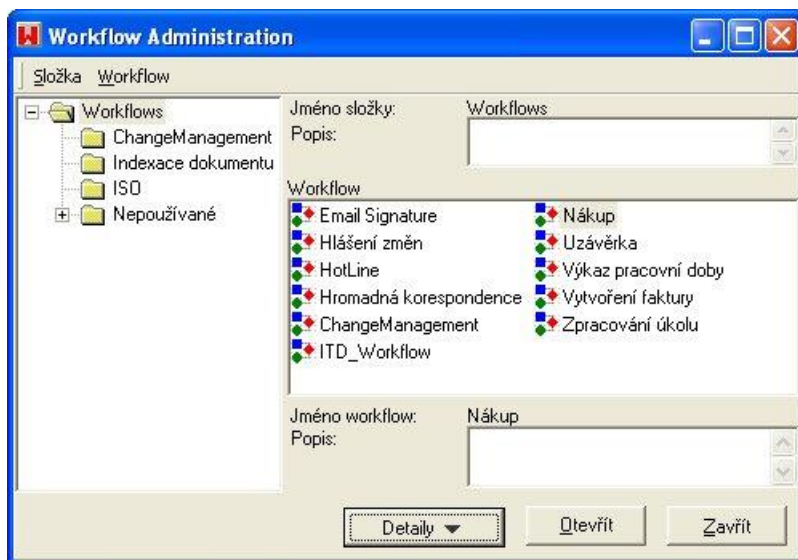 Workflow Administration
Složka Workflow
Workflows
ChangeManagement
Indexace dokumentu
ISO
Nepoužívané
Jméno složky: Workflows
Popis:
Workflow
Email Signature
Hlášení změn
HotLine
Hromadná korespondence
ChangeManagement
ITD_Workflow
Nákup
Uzávěrka
Výkaz pracovní doby
Vytvoření faktury
Zpracování úkolu
Jméno workflow: Nákup
Popis:
Detaily Otevřít Zavřít